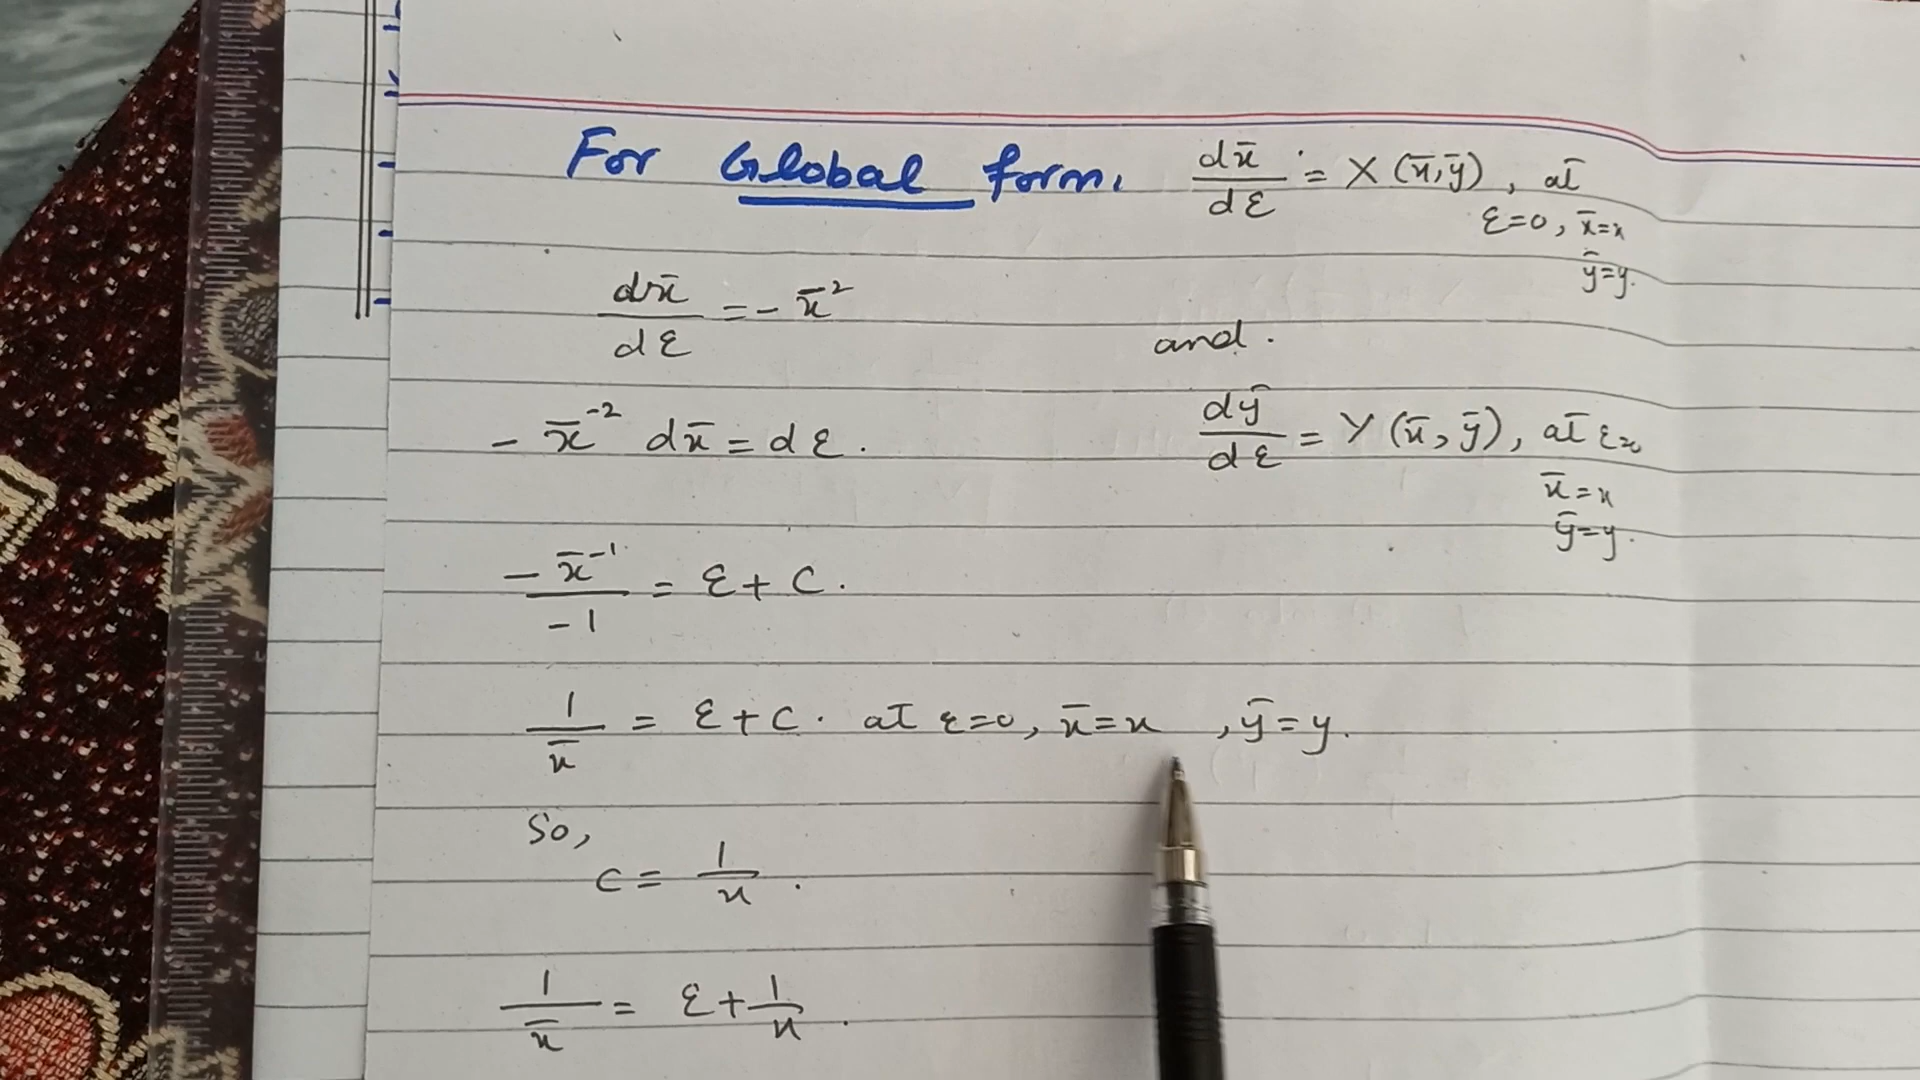 For Global form. dx̄/dε = X(x̄,ȳ), at
ε=0, x̄=x
ȳ=y.
dx̄/dε = -x̄²
and.
-x̄⁻² dx̄ = dε.
dȳ/dε = Y(x̄,ȳ), at ε=0
x̄=x
ȳ=y.
-x̄⁻¹/-1 = ε+c.
1/x̄ = ε+c. at ε=0, x̄=x, ȳ=y.
So,
c = 1/x.
1/x̄ = ε+1/x.